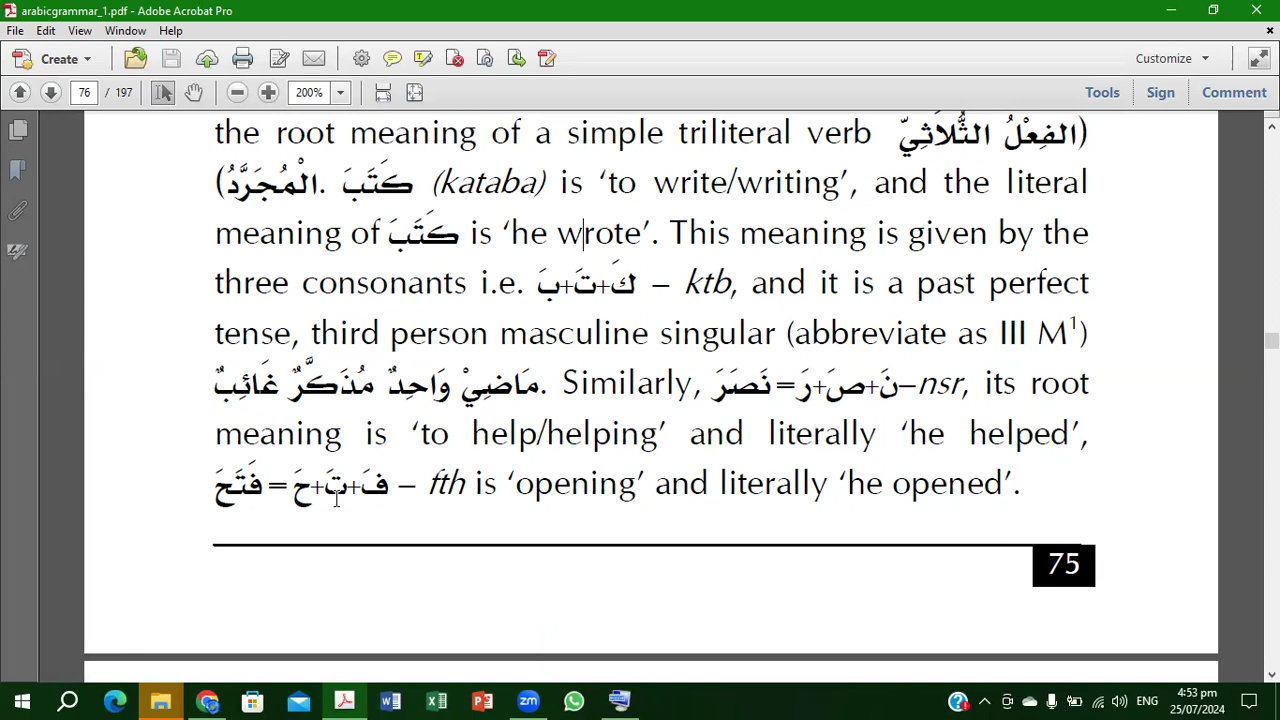 arabicgrammar_1.pdf - Adobe Acrobat Pro
File Edit View Window Help
Create Customize
76 / 197 200% Tools Sign Comment
the root meaning of a simple triliteral verb (الفِعْلُ الثُّلَاثِيّ
الْمُجَرَّدُ). كَتَبَ (kataba) is ‘to write/writing’, and the literal
meaning of كَتَبَ is ‘he wrote’. This meaning is given by the
three consonants i.e. كَ+تَ+بَ – ktb, and it is a past perfect
tense, third person masculine singular (abbreviate as III M¹)
مَاضِيْ وَاحِدٌ مُذَكَّرٌ غَائِبٌ. Similarly, نَ+صَ+رَ=نَصَرَ–nsr, its root
meaning is ‘to help/helping’ and literally ‘he helped’,
فَ+تَ+حَ = فَتَحَ – fth is ‘opening’ and literally ‘he opened’.
75
ENG 4:53 pm
25/07/2024